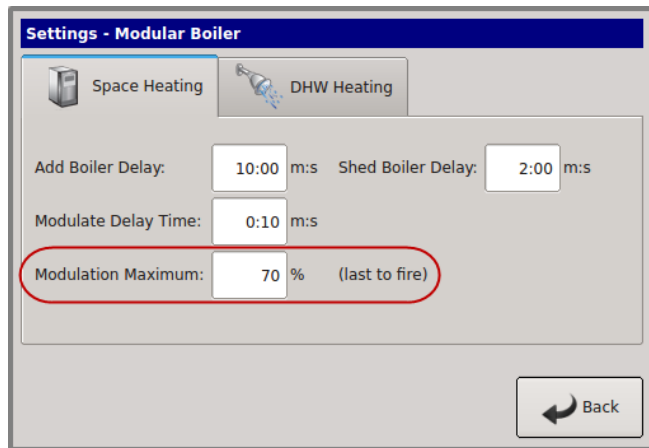 Settings - Modular Boiler
Space Heating
DHW Heating
Add Boiler Delay: 10:00 m:s Shed Boiler Delay: 2:00 m:s
Modulate Delay Time: 0:10 m:s
Modulation Maximum: 70 % (last to fire)
Back